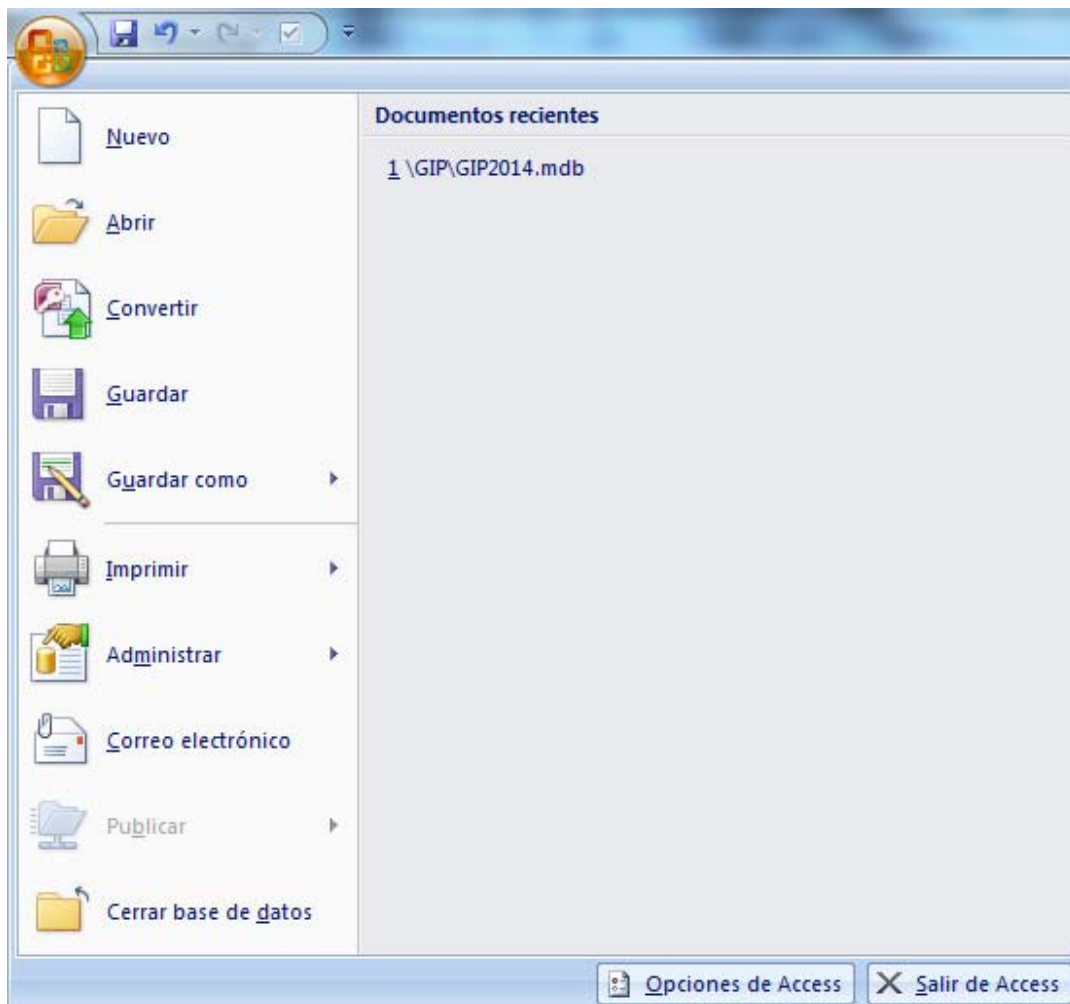 Nuevo
Abrir
Convertir
Guardar
Guardar como
Imprimir
Administrar
Correo electrónico
Publicar
Cerrar base de datos
Documentos recientes
1 \GIP\GIP2014.mdb
Opciones de Access
Salir de Access